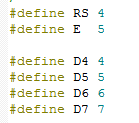 #define RS 4
#define E 5
#define D4 4
#define D5 5
#define D6 6
#define D7 7